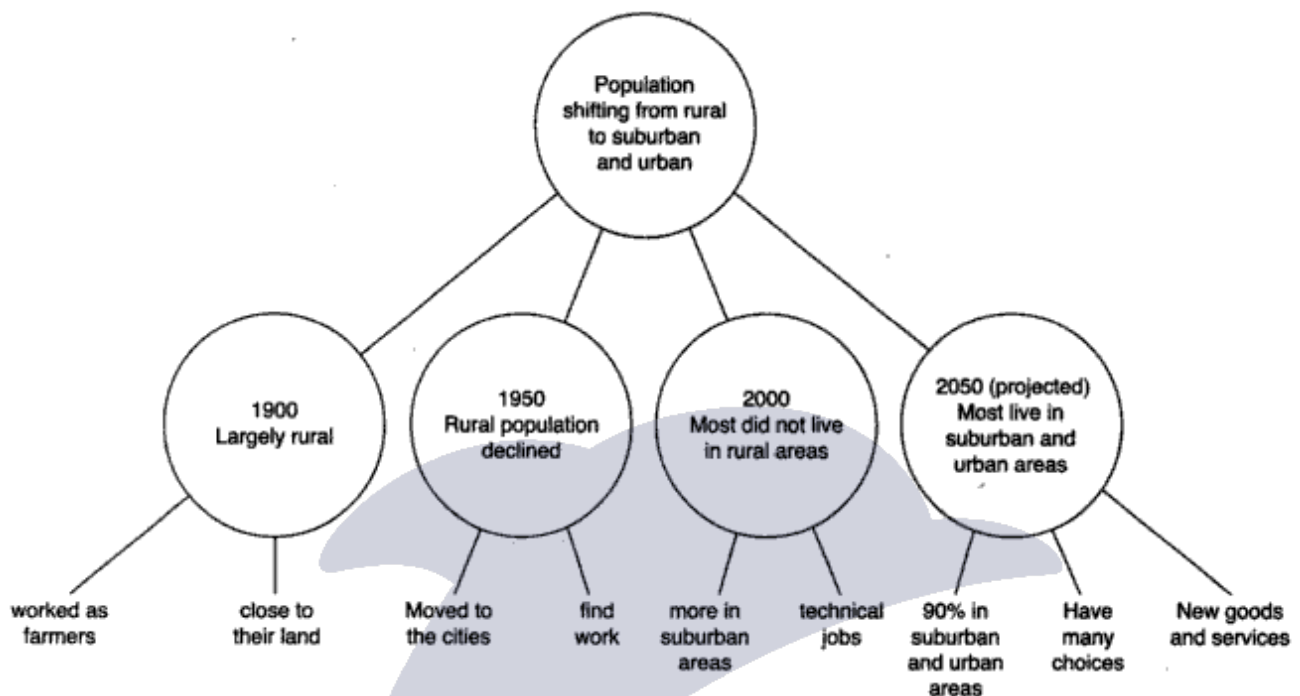 Population
shifting from rural
to suburban
and urban
1900
Largely rural
1950
Rural population
declined
2000
Most did not live
in rural areas
2050 (projected)
Most live in
suburban and
urban areas
worked as
farmers
close to
their land
Moved to
the cities
find
work
more in
suburban
areas
technical
jobs
90% in
suburban
and urban
areas
Have
many
choices
New goods
and services